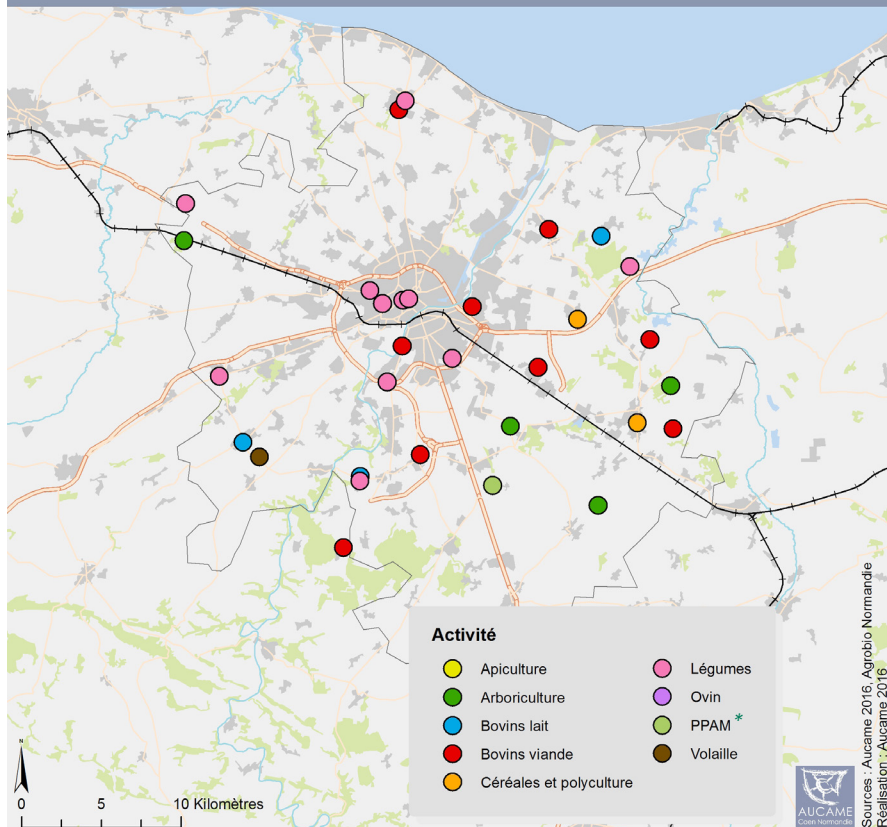 Activité
Apiculture
Arboriculture
Bovins lait
Bovins viande
Céréales et polyculture
Légumes
Ovin
PPAM *
Volaille
N
0 5 10 Kilomètres
AUCAME
Caen Normandie
Sources : Aucame 2016, Agrobio Normandie
Réalisation : Aucame 2016